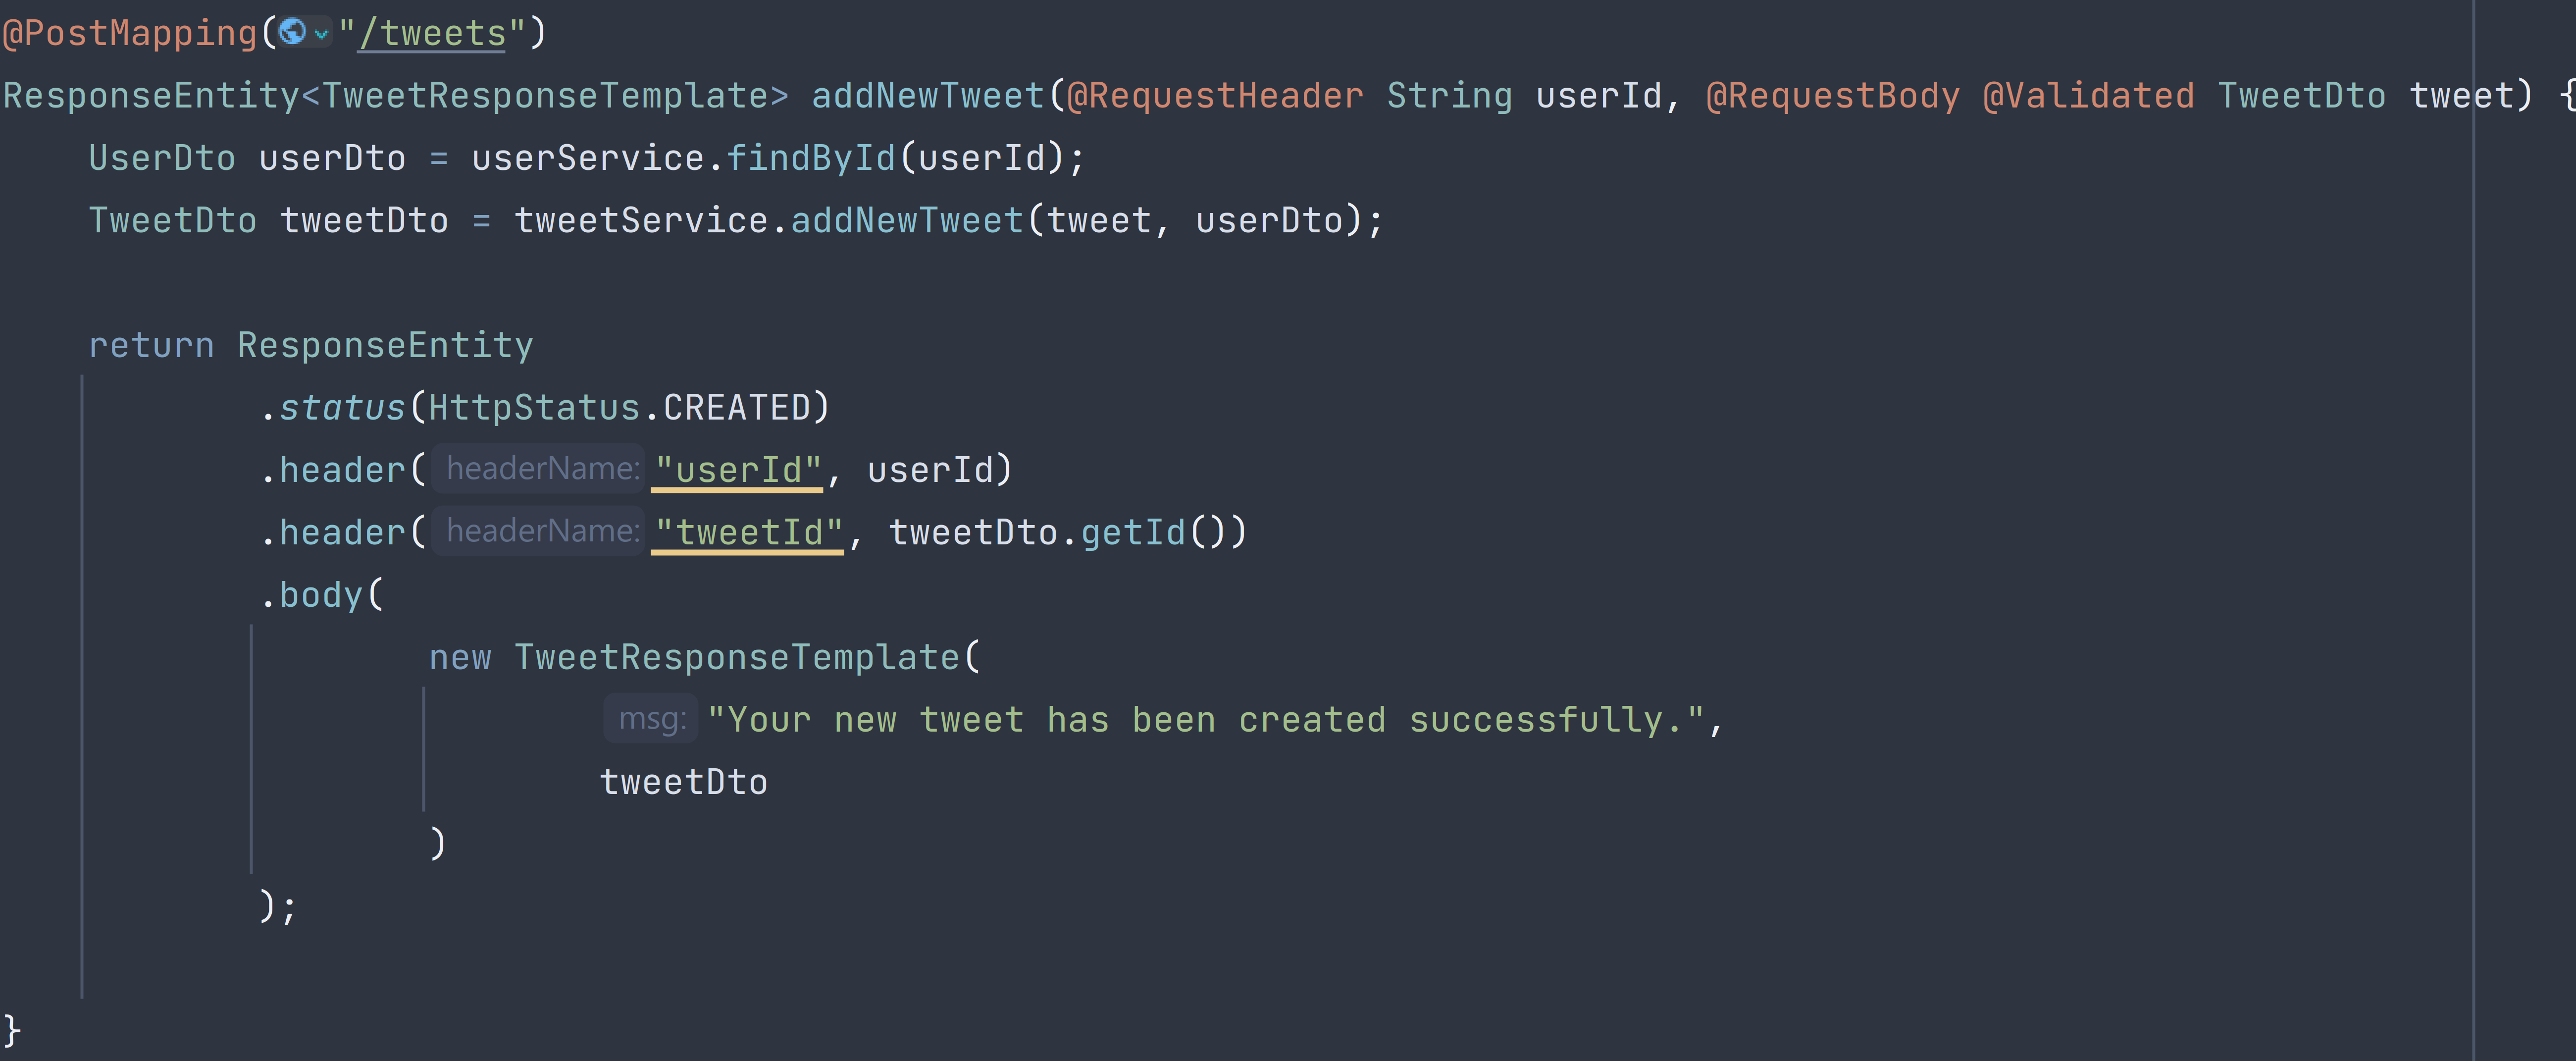 @PostMapping("/tweets")
ResponseEntity<TweetResponseTemplate> addNewTweet(@RequestHeader String userId, @RequestBody @Validated TweetDto tweet) {
UserDto userDto = userService.findById(userId);
TweetDto tweetDto = tweetService.addNewTweet(tweet, userDto);
return ResponseEntity
.status(HttpStatus.CREATED)
.header( headerName: "userId", userId)
.header( headerName: "tweetId", tweetDto.getId())
.body(
new TweetResponseTemplate(
msg: "Your new tweet has been created successfully.",
tweetDto
)
);
}